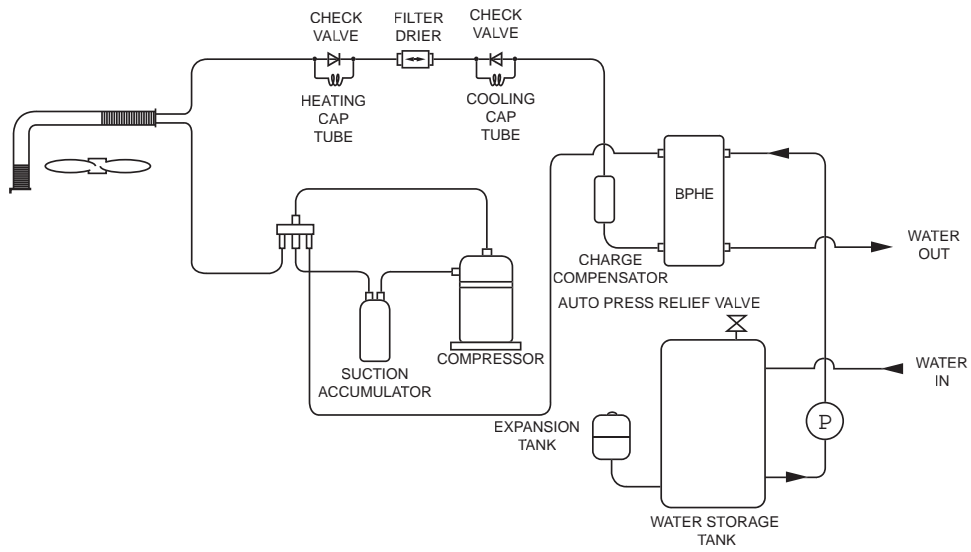 CHECK
VALVE
FILTER
DRIER
CHECK
VALVE
HEATING
CAP
TUBE
COOLING
CAP
TUBE
BPHE
WATER
OUT
CHARGE
COMPENSATOR
AUTO PRESS RELIEF VALVE
COMPRESSOR
SUCTION
ACCUMULATOR
WATER
IN
EXPANSION
TANK
P
WATER STORAGE
TANK